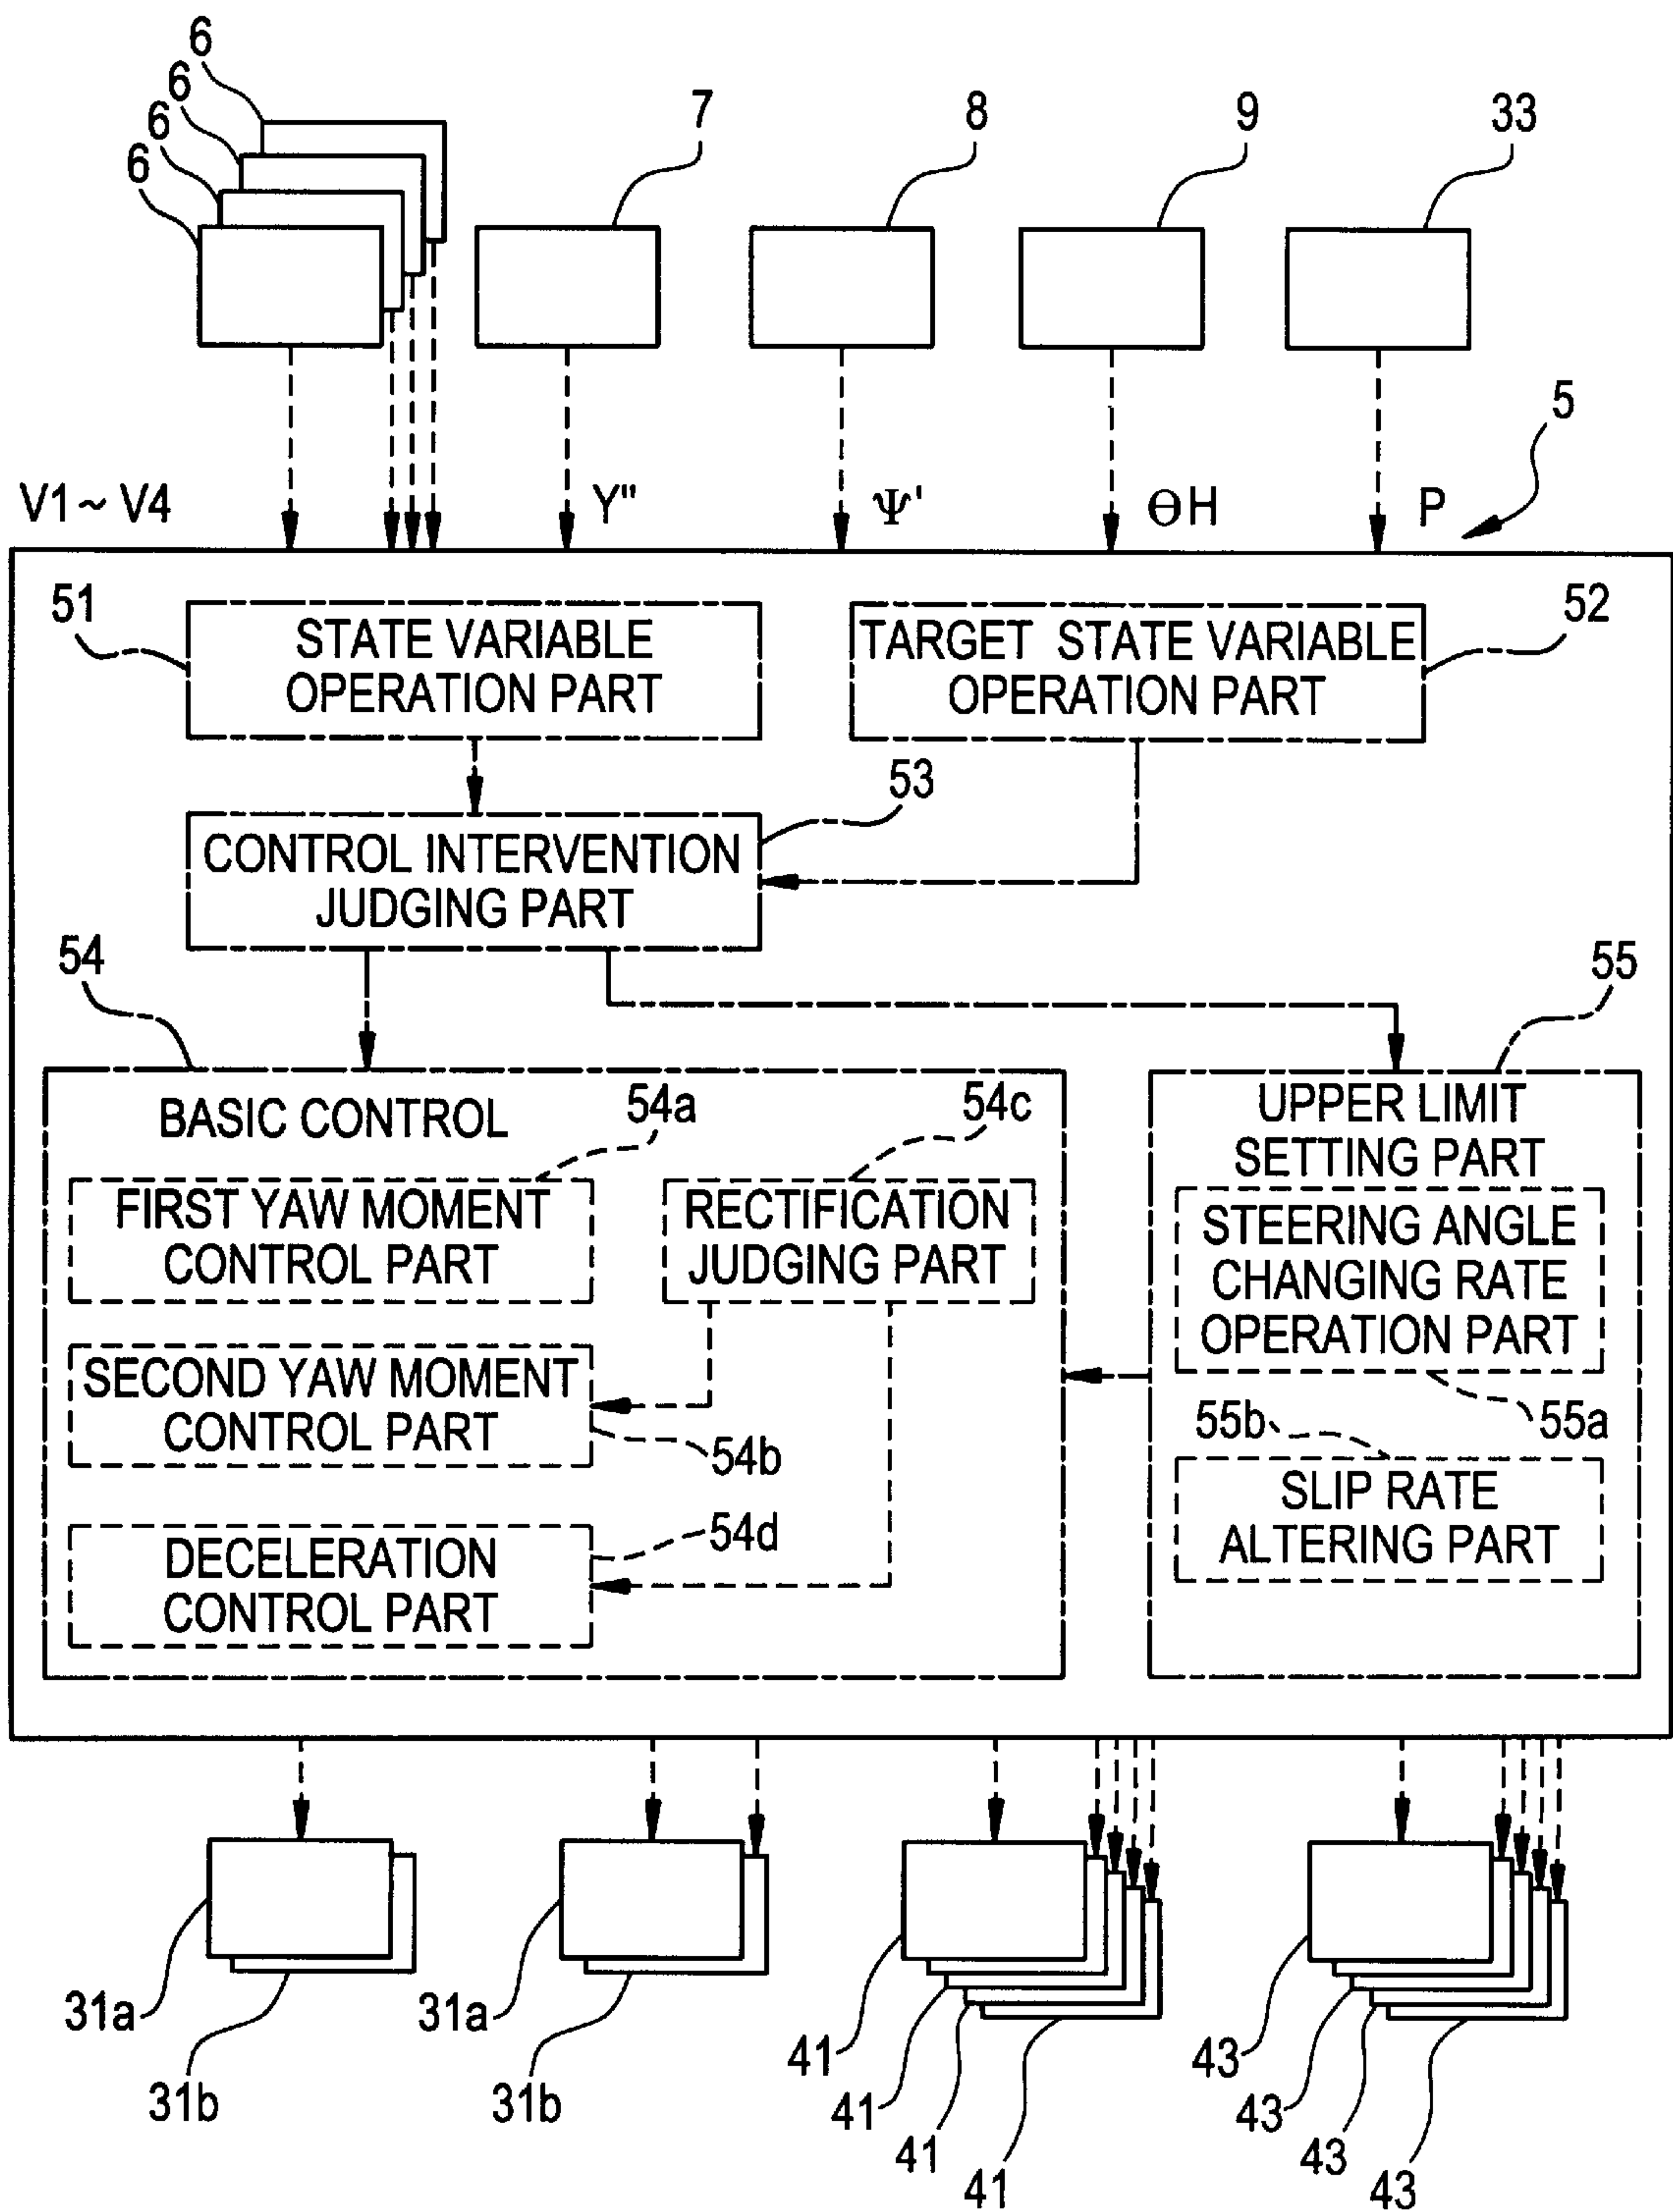 6
6
6
6
7
8
9
33
5
V1~V4
Y"
Ψ'
ΘH
P
51
STATE VARIABLE
OPERATION PART
TARGET STATE VARIABLE
OPERATION PART
52
53
CONTROL INTERVENTION
JUDGING PART
54
55
BASIC CONTROL
54a
54c
FIRST YAW MOMENT
CONTROL PART
RECTIFICATION
JUDGING PART
SECOND YAW MOMENT
CONTROL PART
54b
DECELERATION
CONTROL PART
54d
UPPER LIMIT
SETTING PART
STEERING ANGLE
CHANGING RATE
OPERATION PART
55b
55a
SLIP RATE
ALTERING PART
31a
31b
31a
31b
41
41
41
41
43
43
43
43